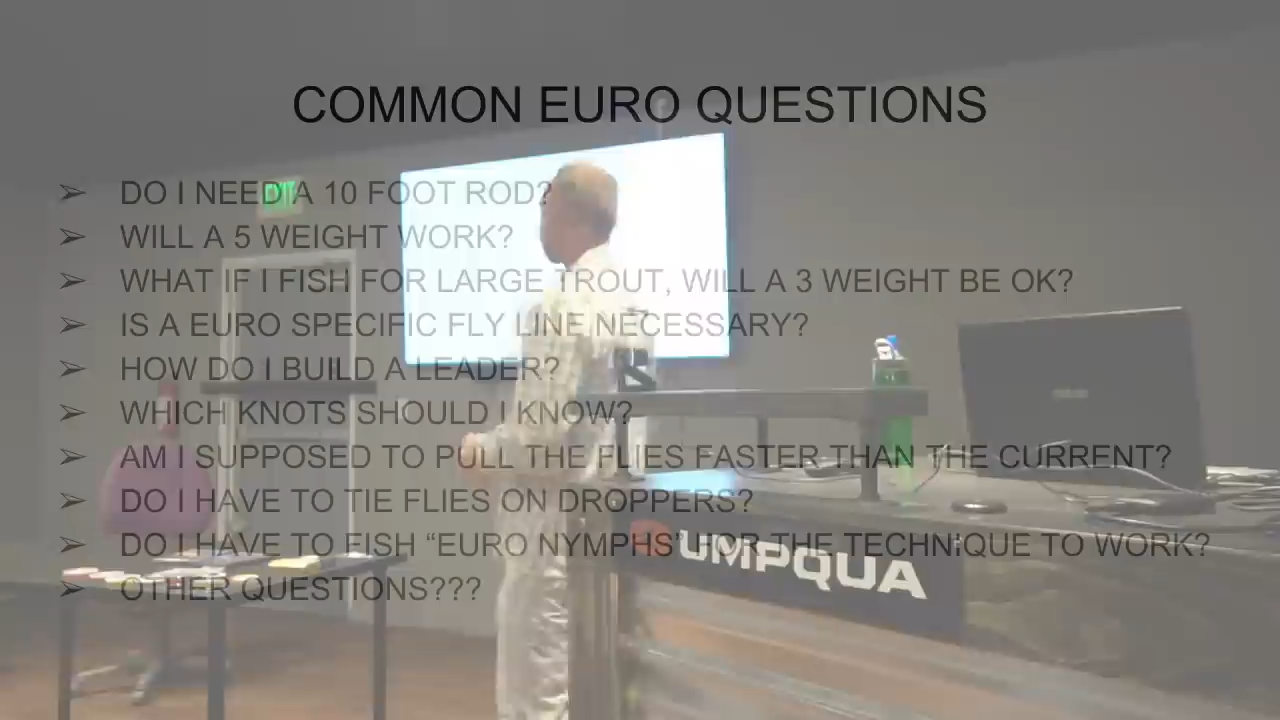 COMMON EURO QUESTIONS
➢ DO I NEED A 10 FOOT ROD?
EXIT
➢ WILL A 5 WEIGHT WORK?
➢ WHAT IF I FISH FOR LARGE TROUT, WILL A 3 WEIGHT BE OK?
➢ IS A EURO SPECIFIC FLY LINE NECESSARY?
➢ HOW DO I BUILD A LEADER?
➢ WHICH KNOTS SHOULD I KNOW?
➢ AM I SUPPOSED TO PULL THE FLIES FASTER THAN THE CURRENT?
➢ DO I HAVE TO TIE FLIES ON DROPPERS?
➢ DO I HAVE TO FISH “EURO NYMPHS” FOR THE TECHNIQUE TO WORK?
UMPQUA
➢ OTHER QUESTIONS???